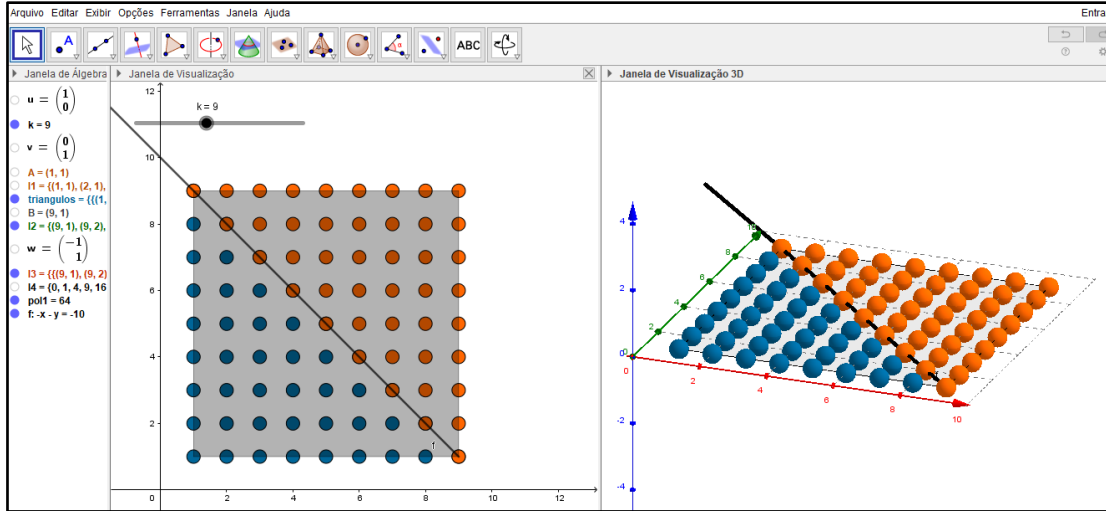 Arquivo Editar Exibir Opções Ferramentas Janela Ajuda
Entra
A
α
ABC
Janela de Álgebra
Janela de Visualização
Janela de Visualização 3D
u = (1 0)
k = 9
v = (0 1)
A = (1, 1)
l1 = {(1, 1), (2, 1),
triangulos = {{(1,
B = (9, 1)
l2 = {(9, 1), (9, 2),
w = (−1 1)
l3 = {{(9, 1), (9, 2)
l4 = {0, 1, 4, 9, 16
pol1 = 64
f: -x - y = -10
k = 9
12
10
8
6
4
2
0 2 4 6 8 10 12
f
4
2
0
-2
-4
0 2 4 6 8 10
0 2 4 6 8 10